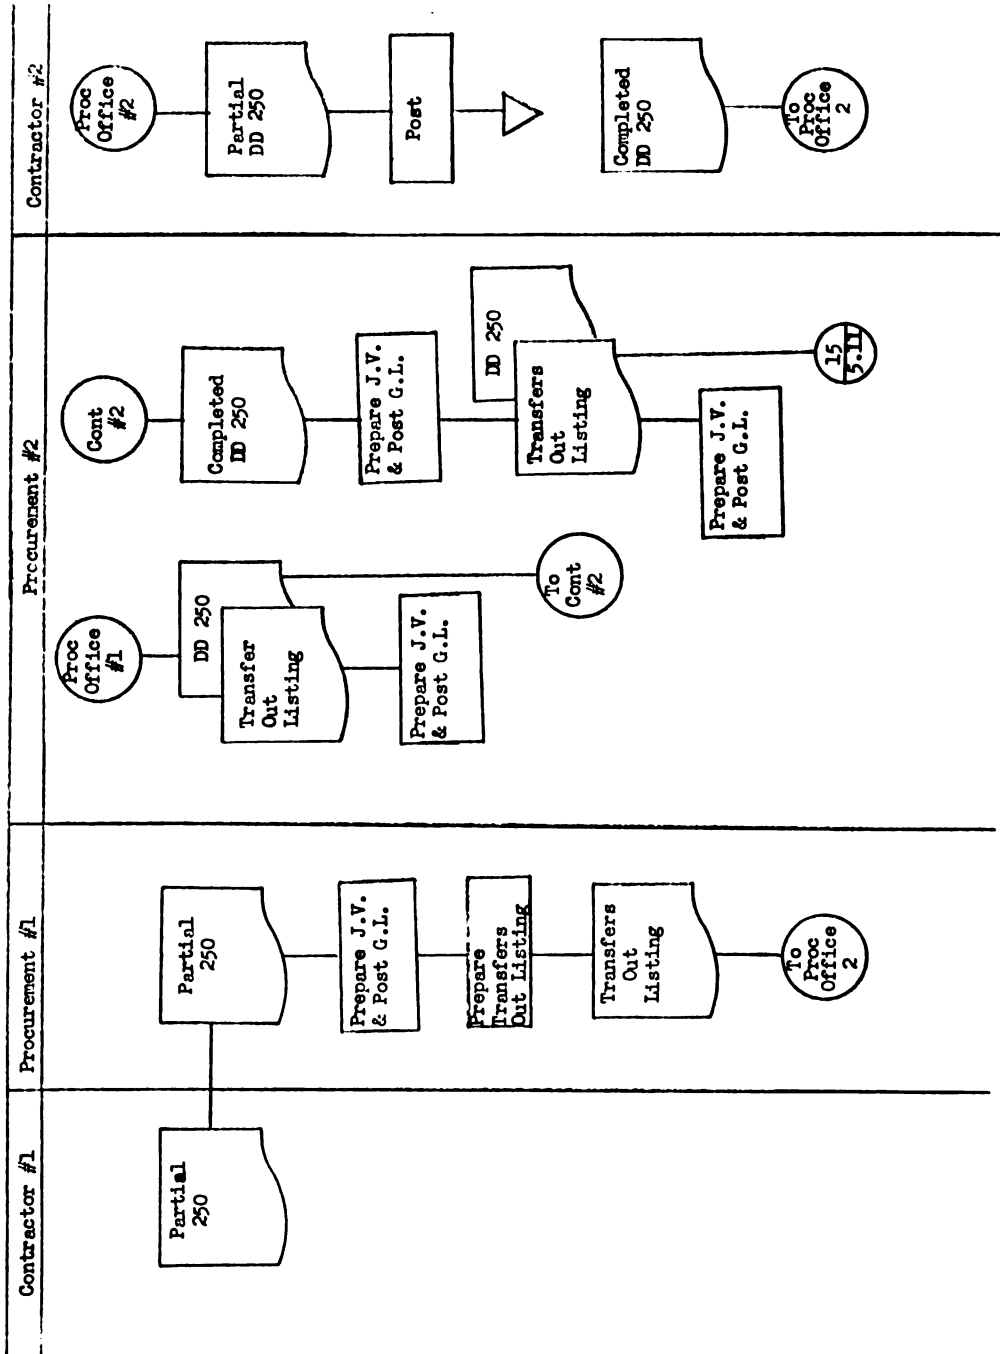 Contractor #1
Procurement #1
Procurement #2
Contractor #2
Partial
250
Partial
250
Prepare J.V.
& Post G.L.
Prepare
Transfers
Out Listing
Transfers
Out
Listing
To
Proc
Office
2
Proc
Office
#1
DD 250
Transfer
Out
Listing
Prepare J.V.
& Post G.L.
To
Cont
#2
Cont
#2
Completed
DD 250
Prepare J.V.
& Post G.L.
DD 250
Transfers
Out
Listing
Prepare J.V.
& Post G.L.
15
5.11
Proc
Office
#2
Partial
DD 250
Post
Completed
DD 250
To
Proc
Office
2